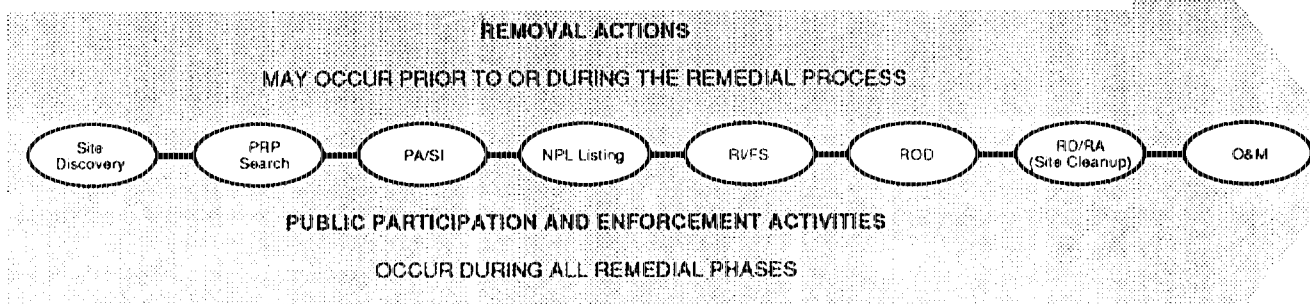 REMOVAL ACTIONS
MAY OCCUR PRIOR TO OR DURING THE REMEDIAL PROCESS
Site
Discovery
PRP
Search
PA/SI
NPL Listing
RI/FS
ROD
RD/RA
(Site Cleanup)
O&M
PUBLIC PARTICIPATION AND ENFORCEMENT ACTIVITIES
OCCUR DURING ALL REMEDIAL PHASES